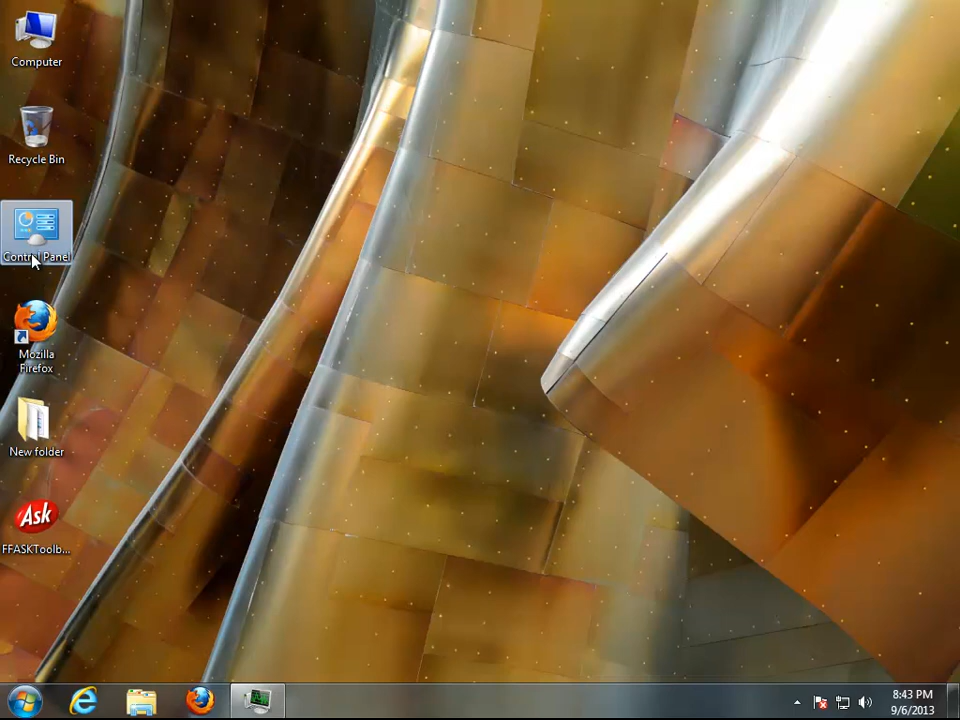 Computer
Recycle Bin
Control Panel
Mozilla
Firefox
New folder
Ask
FFASKToolb...
8:43 PM
9/6/2013